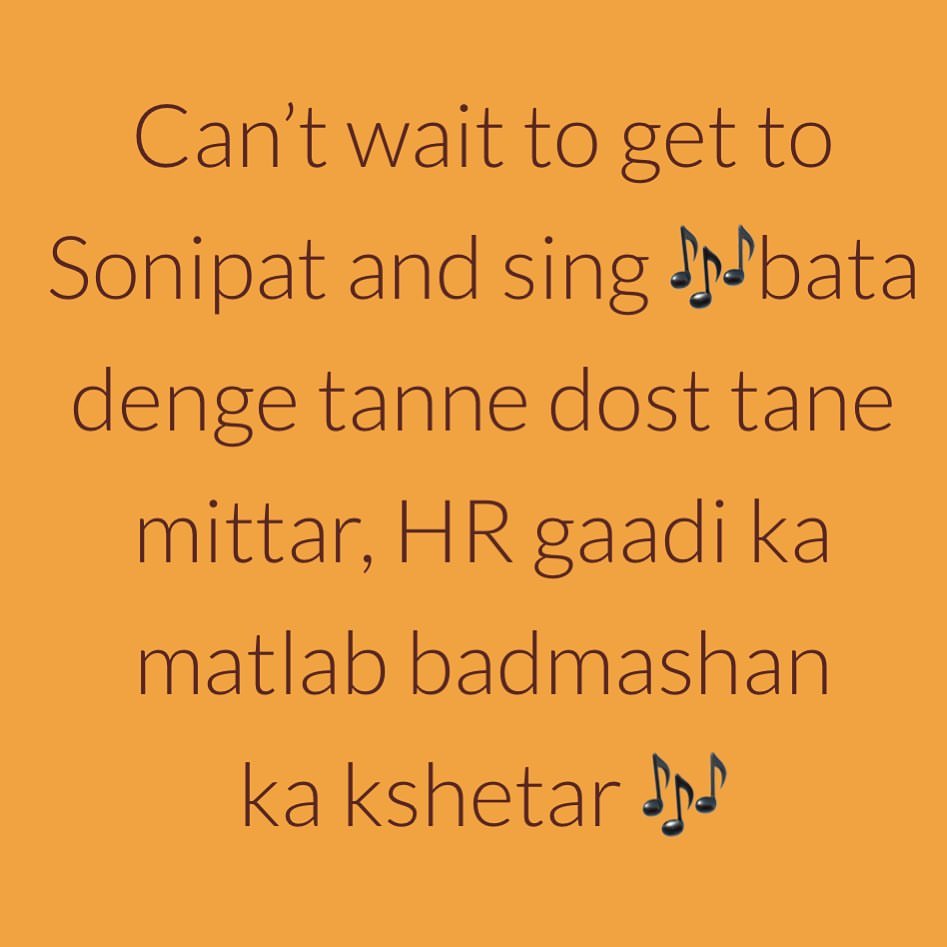 Can’t wait to get to
Sonipat and sing 🎶bata
denge tanne dost tane
mittar, HR gaadi ka
matlab badmashan
ka kshetar 🎶